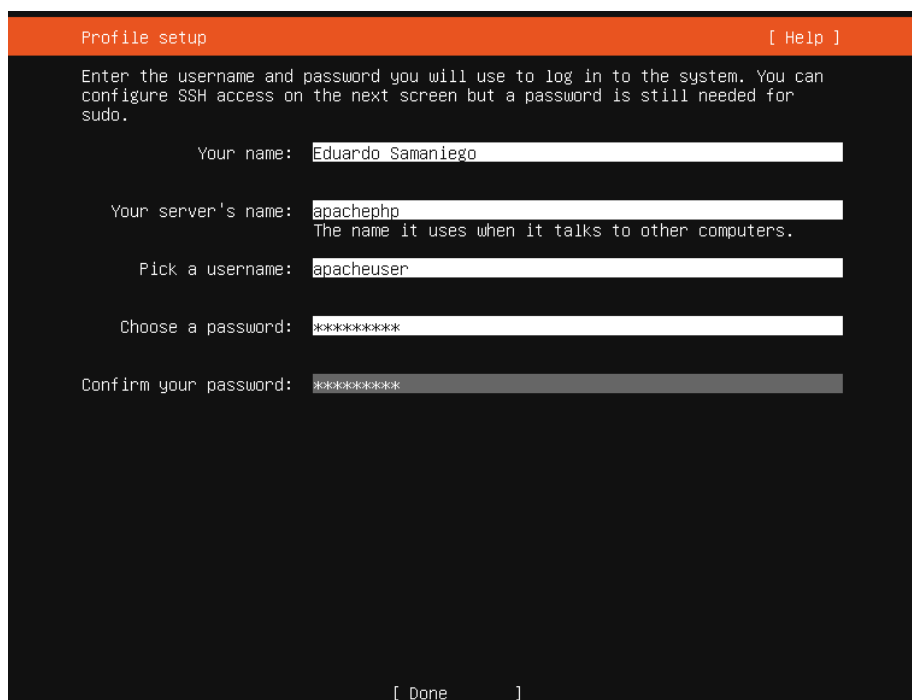 Profile setup [ Help ]
Enter the username and password you will use to log in to the system. You can
configure SSH access on the next screen but a password is still needed for
sudo.
Your name: Eduardo Samaniego
Your server's name: apachephp
The name it uses when it talks to other computers.
Pick a username: apacheuser
Choose a password: *********
Confirm your password: *********
[ Done ]